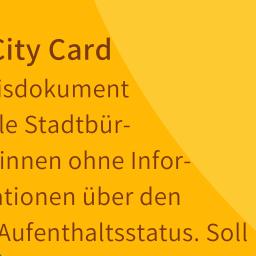 City Card
isdokument
le Stadtbür-
innen ohne Infor-
ationen über den
Aufenthaltsstatus. Soll